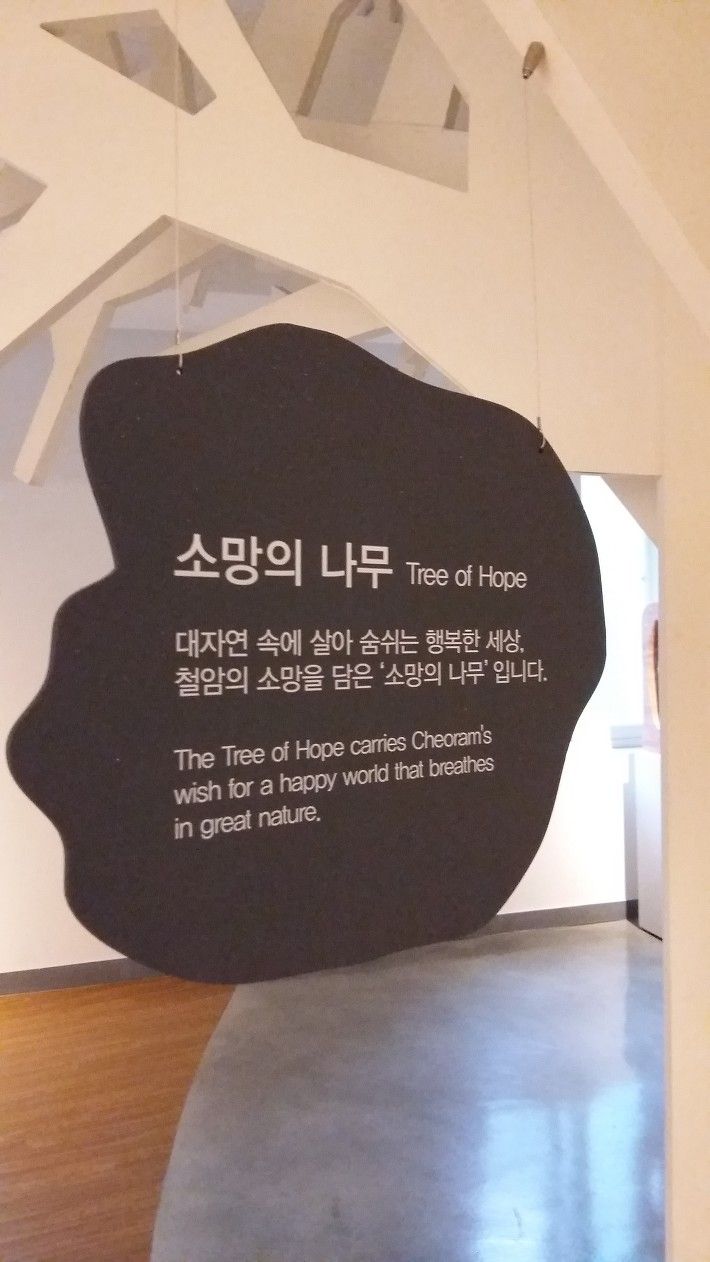 소망의 나무 Tree of Hope
대자연 속에 살아 숨쉬는 행복한 세상,
철암의 소망을 담은 '소망의 나무' 입니다.
The Tree of Hope carries Cheoram's
wish for a happy world that breathes
in great nature.